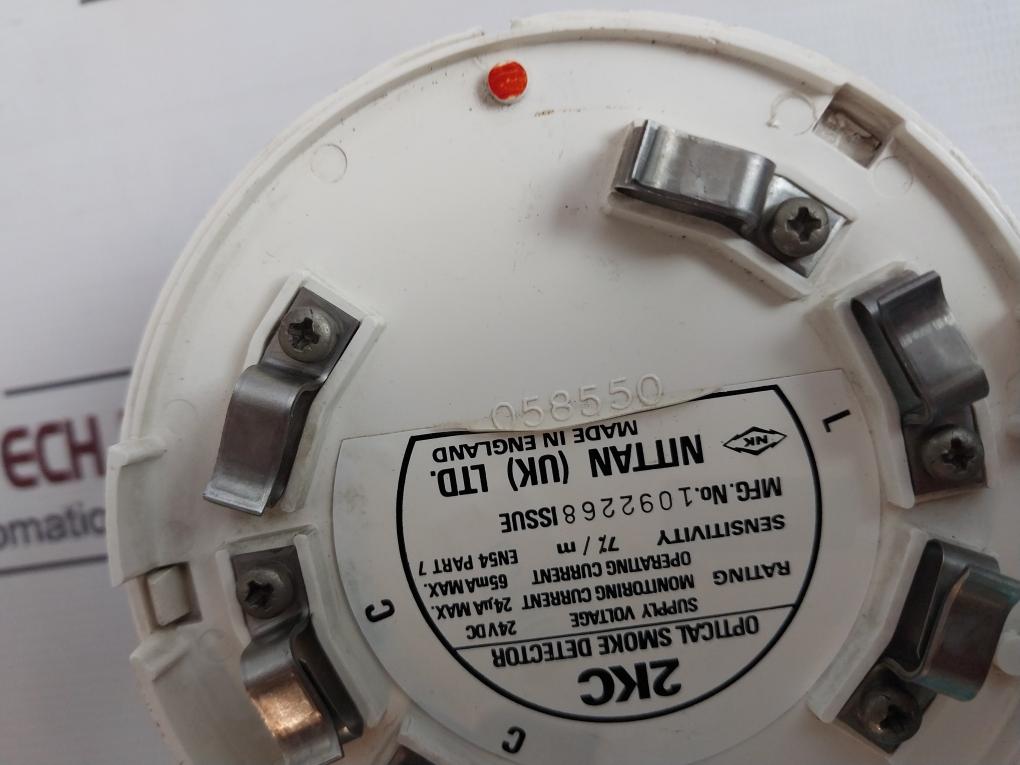 2KC
OPTICAL SMOKE DETECTOR
SUPPLY VOLTAGE 24VDC
RATING MONITORING CURRENT 24µA MAX.
OPERATING CURRENT 65mA MAX.
SENSITIVITY 7% / m EN54 PART 7
MFG.No.1092268 ISSUE
NITTAN (UK) LTD.
NK
MADE IN ENGLAND
058550
L
C
C
ECH
omatic